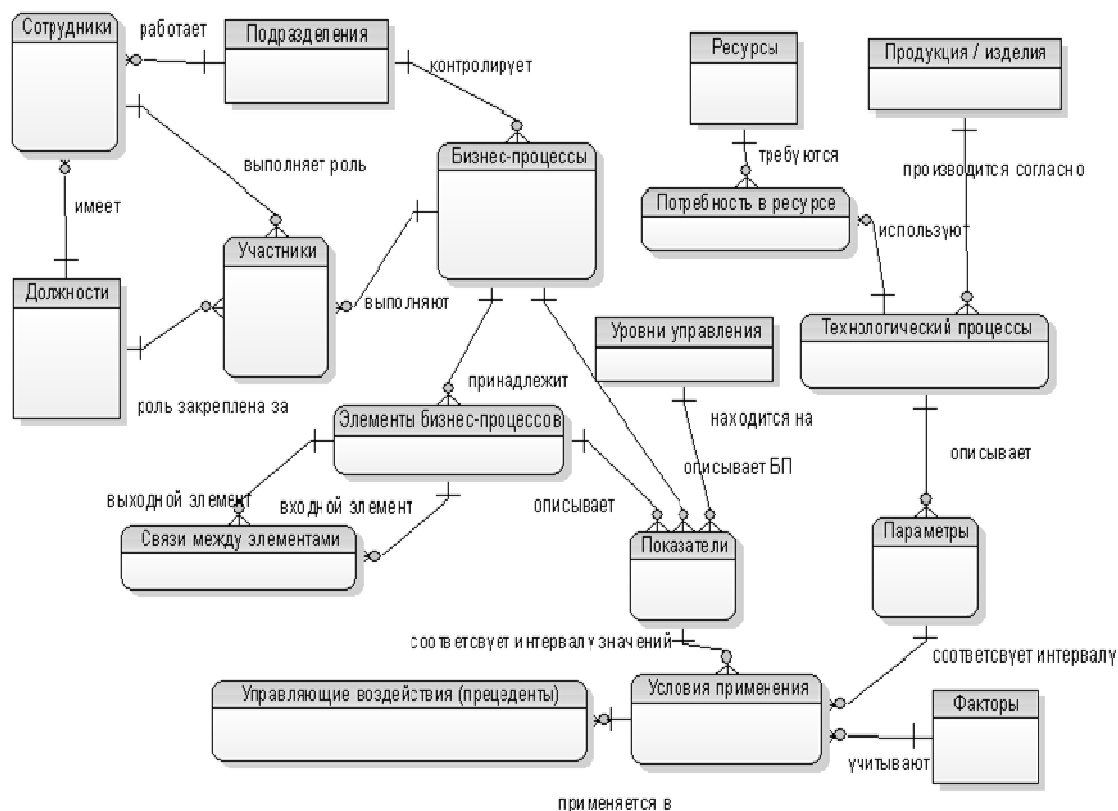 Сотрудники
работает
Подразделения
контролирует
Ресурсы
Продукция / изделия
выполняет роль
Бизнес-процессы
требуются
производится согласно
имеет
Потребность в ресурсе
используют
Участники
Должности
выполняют
Уровни управления
Технологический процессы
принадлежит
роль закреплена за
Элементы бизнес-процессов
находится на
описывает БП
описывает
выходной элемент
входной элемент
описывает
Связи между элементами
Показатели
Параметры
соответсвует интервалу значений
соответсвует интервалу
Управляющие воздействия (прецеденты)
Условия применения
Факторы
учитывают
применяется в